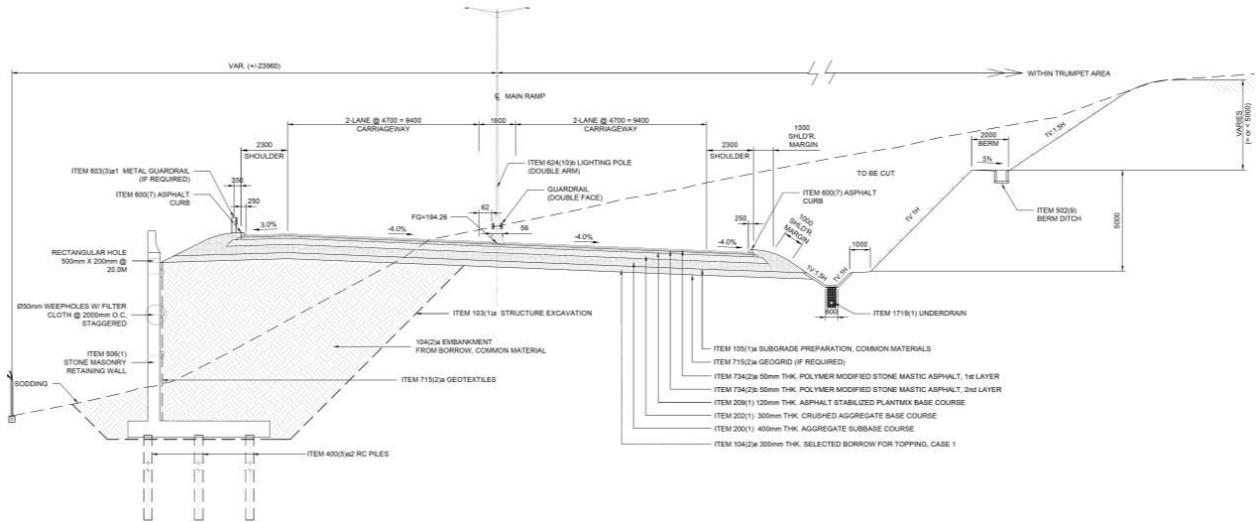 VAR. (+/-23960)
WITHIN TRUMPET AREA
℄ MAIN RAMP
2-LANE @ 4700 = 9400
CARRIAGEWAY
1800
2-LANE @ 4700 = 9400
CARRIAGEWAY
1000
SHLD'R.
MARGIN
2300
SHOULDER
2300
SHOULDER
ITEM 603(3)a1 METAL GUARDRAIL
(IF REQUIRED)
350
ITEM 600(7) ASPHALT
CURB
250
3.0%
-4.0%
FG=194.26
ITEM 624(10)b LIGHTING POLE
(DOUBLE ARM)
GUARDRAIL
(DOUBLE FACE)
62
56
-4.0%
-4.0%
250
ITEM 600(7) ASPHALT
CURB
1000
SHLD'R.
MARGIN
TO BE CUT
1V:1.5H
1V:1H
1000
600
1V:1H
2000
BERM
5%
1V:1.5H
VARIES
(= or < 5000)
5000
ITEM 502(9)
BERM DITCH
ITEM 1719(1) UNDERDRAIN
RECTANGULAR HOLE
500mm X 200mm @
20.0M
Ø50mm WEEPHOLES W/ FILTER
CLOTH @ 2000mm O.C,
STAGGERED
ITEM 506(1)
STONE MASONRY
RETAINING WALL
SODDING
ITEM 103(1)a STRUCTURE EXCAVATION
104(2)a EMBANKMENT
FROM BORROW, COMMON MATERIAL
ITEM 715(2)a GEOTEXTILES
ITEM 400(5)a2 RC PILES
ITEM 105(1)a SUBGRADE PREPARATION, COMMON MATERIALS
ITEM 715(2)a GEOGRID (IF REQUIRED)
ITEM 734(2)a 50mm THK. POLYMER MODIFIED STONE MASTIC ASPHALT, 1st LAYER
ITEM 734(2)b 50mm THK. POLYMER MODIFIED STONE MASTIC ASPHALT, 2nd LAYER
ITEM 209(1) 120mm THK. ASPHALT STABILIZED PLANTMIX BASE COURSE
ITEM 202(1) 300mm THK. CRUSHED AGGREGATE BASE COURSE
ITEM 200(1) 400mm THK. AGGREGATE SUBBASE COURSE
ITEM 104(2)e 300mm THK. SELECTED BORROW FOR TOPPING, CASE 1